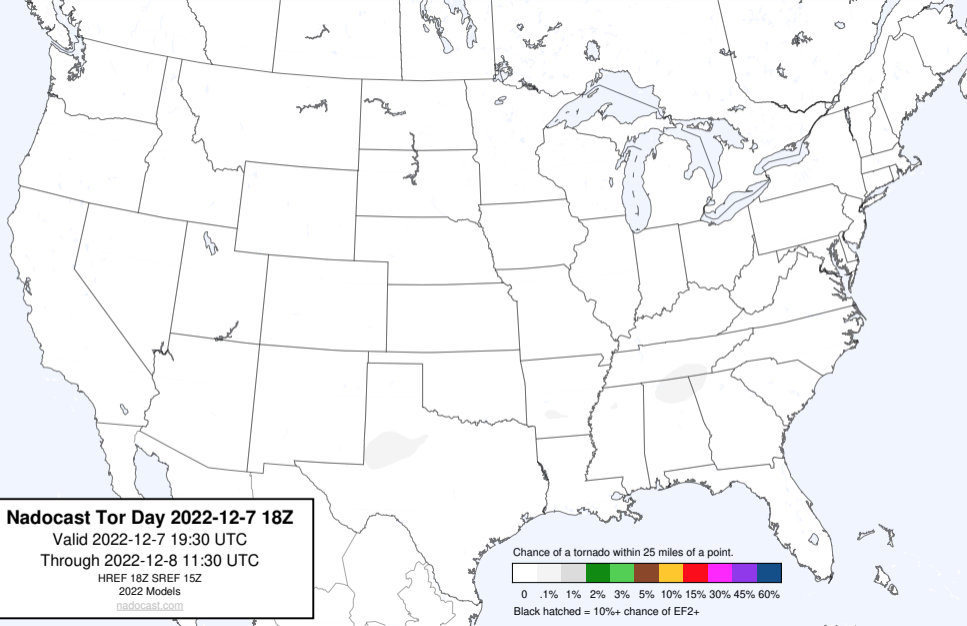 Nadocast Tor Day 2022-12-7 18Z
Valid 2022-12-7 19:30 UTC
Through 2022-12-8 11:30 UTC
HREF 18Z SREF 15Z
2022 Models
nadocast.com
Chance of a tornado within 25 miles of a point.
0 .1% 1% 2% 3% 5% 10% 15% 30% 45% 60%
Black hatched = 10%+ chance of EF2+